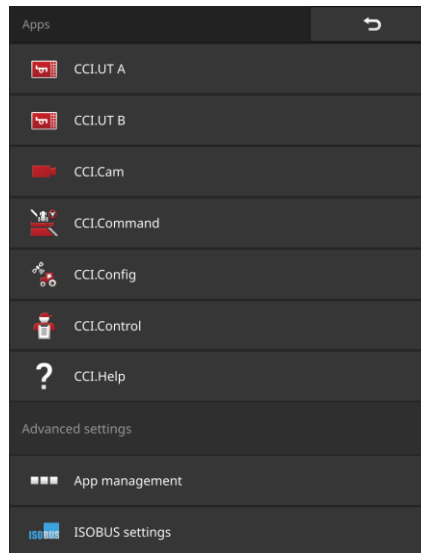 Apps
CCI.UT A
CCI.UT B
CCI.Cam
CCI.Command
CCI.Config
CCI.Control
? CCI.Help
Advanced settings
App management
ISOBUS ISOBUS settings